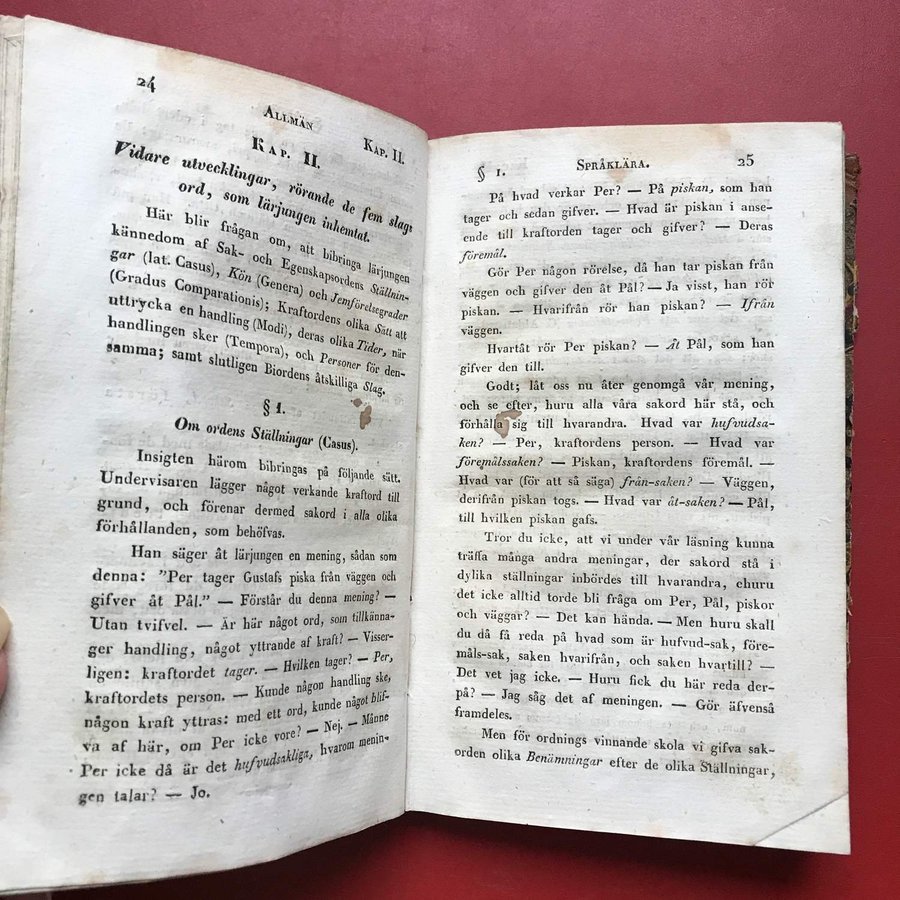 24
ALLMÄN
KAP. II.
KAP. II.
Vidare utvecklingar, rörande de fem slags
ord, som lärjungen inhemtat.
Här blir frågan om, att bibringa lärjungen
kännedom af Sak- och Egenskapsordens Ställnin-
gar (lat. Casus), Kön (Genera) och Jemförelsegrader
(Gradus Comparationis); Kraftordens olika Sätt att
uttrycka en handling (Modi), deras olika Tider, när
handlingen sker (Tempora), och Personer för den-
samma; samt slutligen Biordens åtskilliga Slag.
§ 1.
Om ordens Ställningar (Casus).
Insigten härom bibringas på följande sätt.
Undervisaren lägger något verkande kraftord till
grund, och förenar dermed sakord i alla olika
förhållanden, som behöfvas.
Han säger åt lärjungen en mening, sådan som
denna: "Per tager Gustafs piska från väggen och
gifver åt Pål." — Förstår du denna mening? —
Utan tvifvel. — Är här något ord, som tillkänna-
ger handling, något yttrande af kraft? — Visser-
ligen: kraftordet tager. — Hvilken tager? — Per,
kraftordets person. — Kunde någon handling ske,
någon kraft yttras: med ett ord, kunde något blif-
va af här, om Per icke vore? — Nej. — Månne
Per icke då är det hufvudsakliga, hvarom menin-
gen talar? — Jo.
§ 1. SPRÅKLÄRA. 25
På hvad verkar Per? — På piskan, som han
tager och sedan gifver. — Hvad är piskan i anse-
ende till kraftorden tager och gifver? — Deras
föremål.
Gör Per någon rörelse, då han tar piskan från
väggen och gifver den åt Pål? — Ja visst, han rör
piskan. — Hvarifrån rör han piskan? — Ifrån
väggen.
Hvartåt rör Per piskan? — Åt Pål, som han
gifver den till.
Godt; låt oss nu åter genomgå vår mening,
och se efter, huru alla våra sakord här stå, och
förhålla sig till hvarandra. Hvad var hufvudsa-
ken? — Per, kraftordens person. — Hvad var
föremålssaken? — Piskan, kraftordens föremål. —
Hvad var (för att så säga) från-saken? — Väggen,
derifrån piskan togs. — Hvad var åt-saken? — Pål,
till hvilken piskan gafs.
Tror du icke, att vi under vår läsning kunna
träffa många andra meningar, der sakord stå i
dylika ställningar inbördes till hvarandra, churu
det icke alltid torde bli fråga om Per, Pål, piskor
och väggar? — Det kan hända. — Men huru skall
du då få reda på hvad som är hufvud-sak, före-
måls-sak, saken hvarifrån, och saken hvartill? —
Det vet jag icke. — Huru fick du här reda der-
på? — Jag såg det af meningen. — Gör äfvenså
framdeles.
Men för ordnings vinnande skola vi gifva sak-
orden olika Benämningar efter de olika Ställningar,